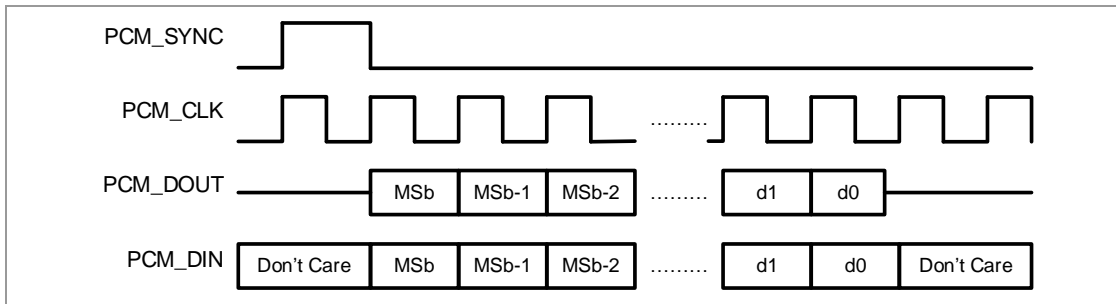 PCM_SYNC
PCM_CLK
.........
PCM_DOUT
MSb MSb-1 MSb-2 ......... d1 d0
PCM_DIN
Don't Care MSb MSb-1 MSb-2 ......... d1 d0 Don't Care